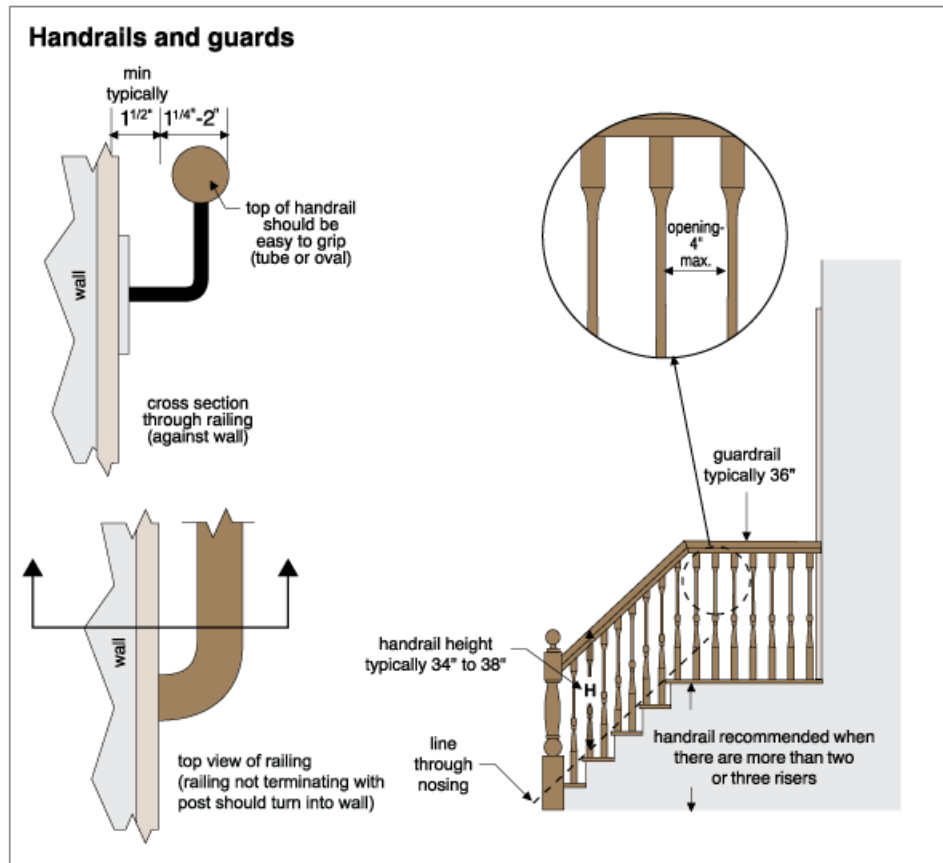 Handrails and guards
min
typically
1 1/2"
1 1/4"-2"
top of handrail
should be
easy to grip
(tube or oval)
wall
cross section
through railing
(against wall)
opening-
4"
max.
guardrail
typically 36"
handrail height
typically 34" to 38"
H
line
through
nosing
handrail recommended when
there are more than two
or three risers
wall
top view of railing
(railing not terminating with
post should turn into wall)